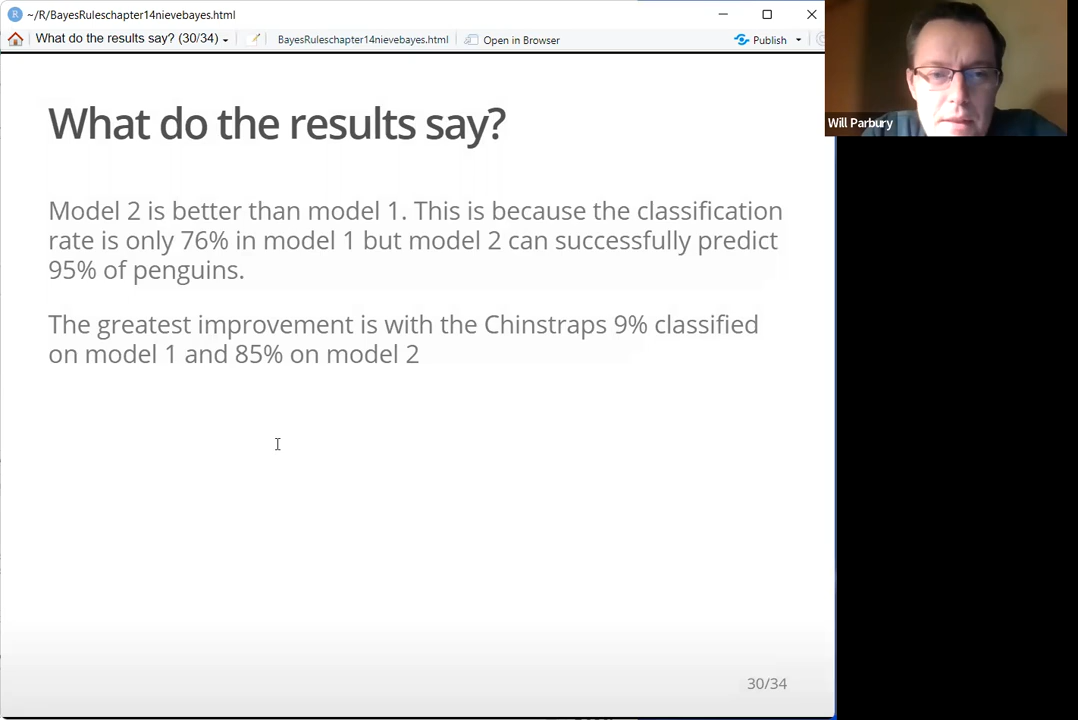 ~/R/BayesRuleschapter14nievebayes.html
What do the results say? (30/34)
BayesRuleschapter14nievebayes.html
Open in Browser
Publish
Will Parbury
What do the results say?
Model 2 is better than model 1. This is because the classification
rate is only 76% in model 1 but model 2 can successfully predict
95% of penguins.
The greatest improvement is with the Chinstraps 9% classified
on model 1 and 85% on model 2
30/34